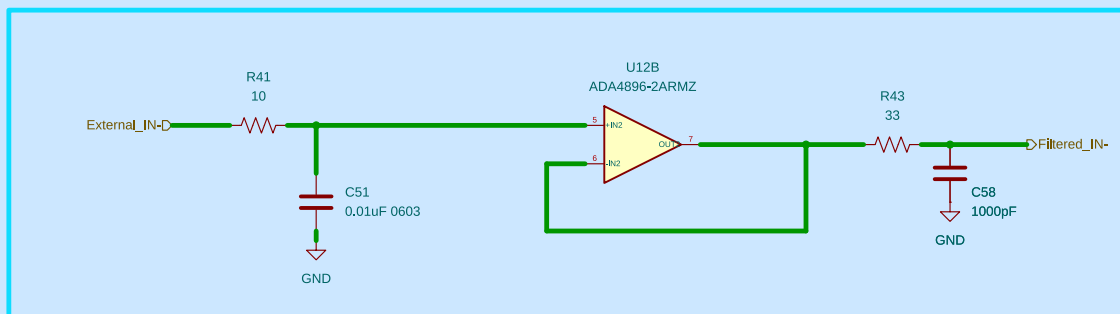 U12B
ADA4896-2ARMZ
R41
10
R43
33
External_IN-
5
+IN2
7
OUT2
6
-IN2
Filtered_IN-
C51
0.01uF 0603
GND
C58
1000pF
GND